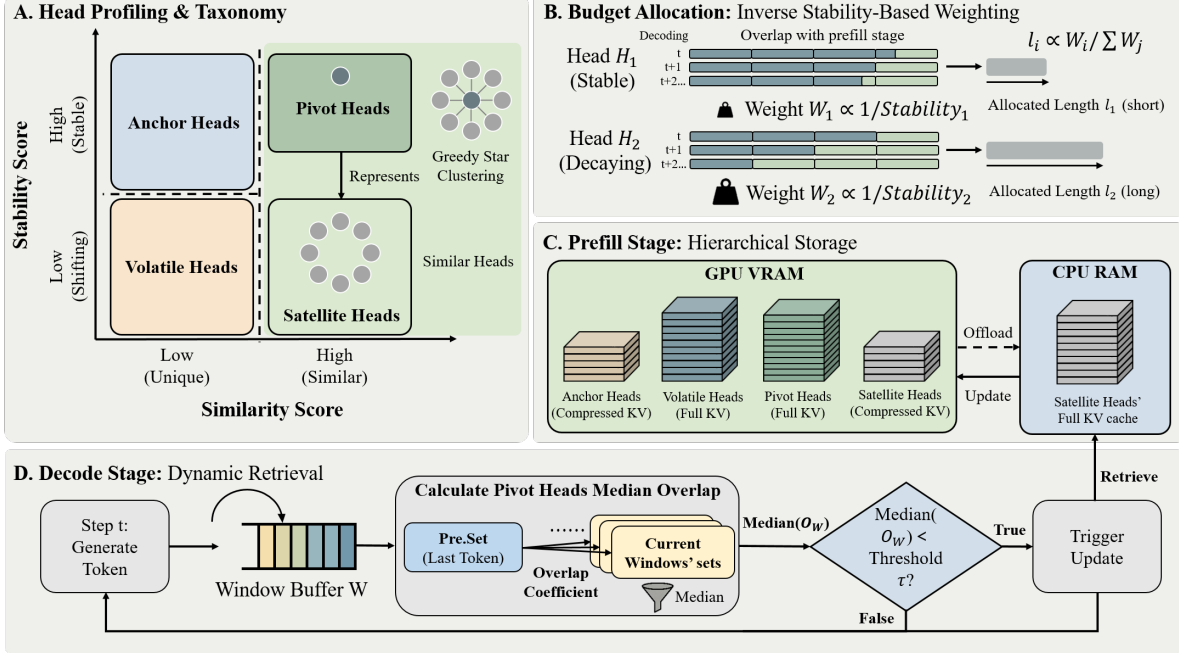 A. Head Profiling & Taxonomy
Stability Score
High
(Stable)
Low
(Shifting)
Anchor Heads
Pivot Heads
Greedy Star
Clustering
Represents
Volatile Heads
Satellite Heads
Similar Heads
Low
(Unique)
High
(Similar)
Similarity Score
B. Budget Allocation: Inverse Stability-Based Weighting
Decoding
Overlap with prefill stage
Head H₁
(Stable)
t
t+1
t+2...
l_i ∝ W_i/∑W_j
Weight W₁ ∝ 1/Stability₁
Allocated Length l₁ (short)
Head H₂
(Decaying)
t
t+1
t+2...
Weight W₂ ∝ 1/Stability₂
Allocated Length l₂ (long)
C. Prefill Stage: Hierarchical Storage
GPU VRAM
Anchor Heads
(Compressed KV)
Volatile Heads
(Full KV)
Pivot Heads
(Full KV)
Satellite Heads
(Compressed KV)
Offload
Update
CPU RAM
Satellite Heads'
Full KV cache
D. Decode Stage: Dynamic Retrieval
Step t:
Generate
Token
Window Buffer W
Calculate Pivot Heads Median Overlap
Pre.Set
(Last Token)
......
Overlap
Coefficient
Current
Windows' sets
Median
Median(O_W)
Median(
O_W) <
Threshold
τ?
True
False
Trigger
Update
Retrieve